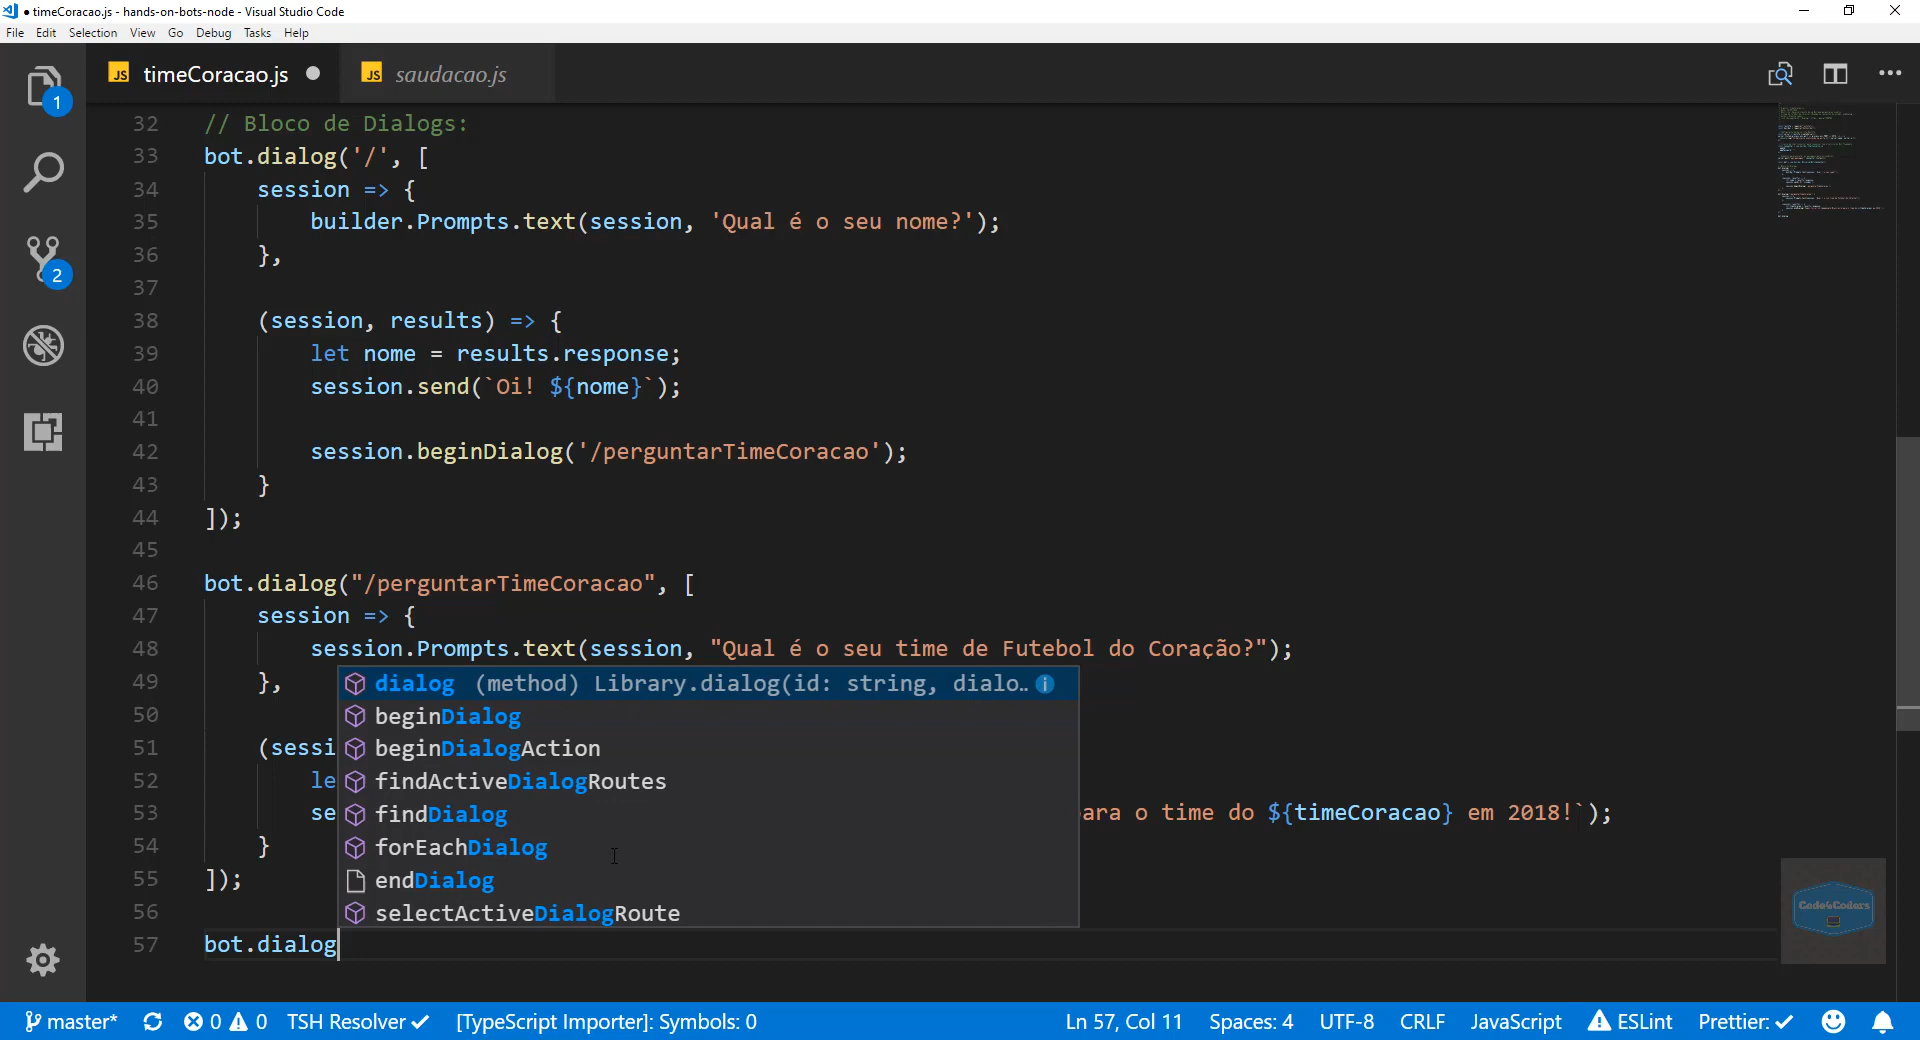 ● timeCoracao.js - hands-on-bots-node - Visual Studio Code
File Edit Selection View Go Debug Tasks Help
JS timeCoracao.js ● JS saudacao.js
1
2
32 // Bloco de Dialogs:
33 bot.dialog('/', [
34 session => {
35 builder.Prompts.text(session, 'Qual é o seu nome?');
36 },
37
38 (session, results) => {
39 let nome = results.response;
40 session.send(`Oi! ${nome}`);
41
42 session.beginDialog('/perguntarTimeCoracao');
43 }
44 ]);
45
46 bot.dialog("/perguntarTimeCoracao", [
47 session => {
48 session.Prompts.text(session, "Qual é o seu time de Futebol do Coração?");
49 },
dialog (method) Library.dialog(id: string, dialo..
50
beginDialog
51 (sessi
beginDialogAction
52 le
findActiveDialogRoutes
53 se
findDialog
ara o time do ${timeCoracao} em 2018!`);
54 }
forEachDialog
55 ]);
endDialog
56
selectActiveDialogRoute
57 bot.dialog
Code4Coders
master* 0 0 TSH Resolver ✓ [TypeScript Importer]: Symbols: 0 Ln 57, Col 11 Spaces: 4 UTF-8 CRLF JavaScript ESLint Prettier: ✓